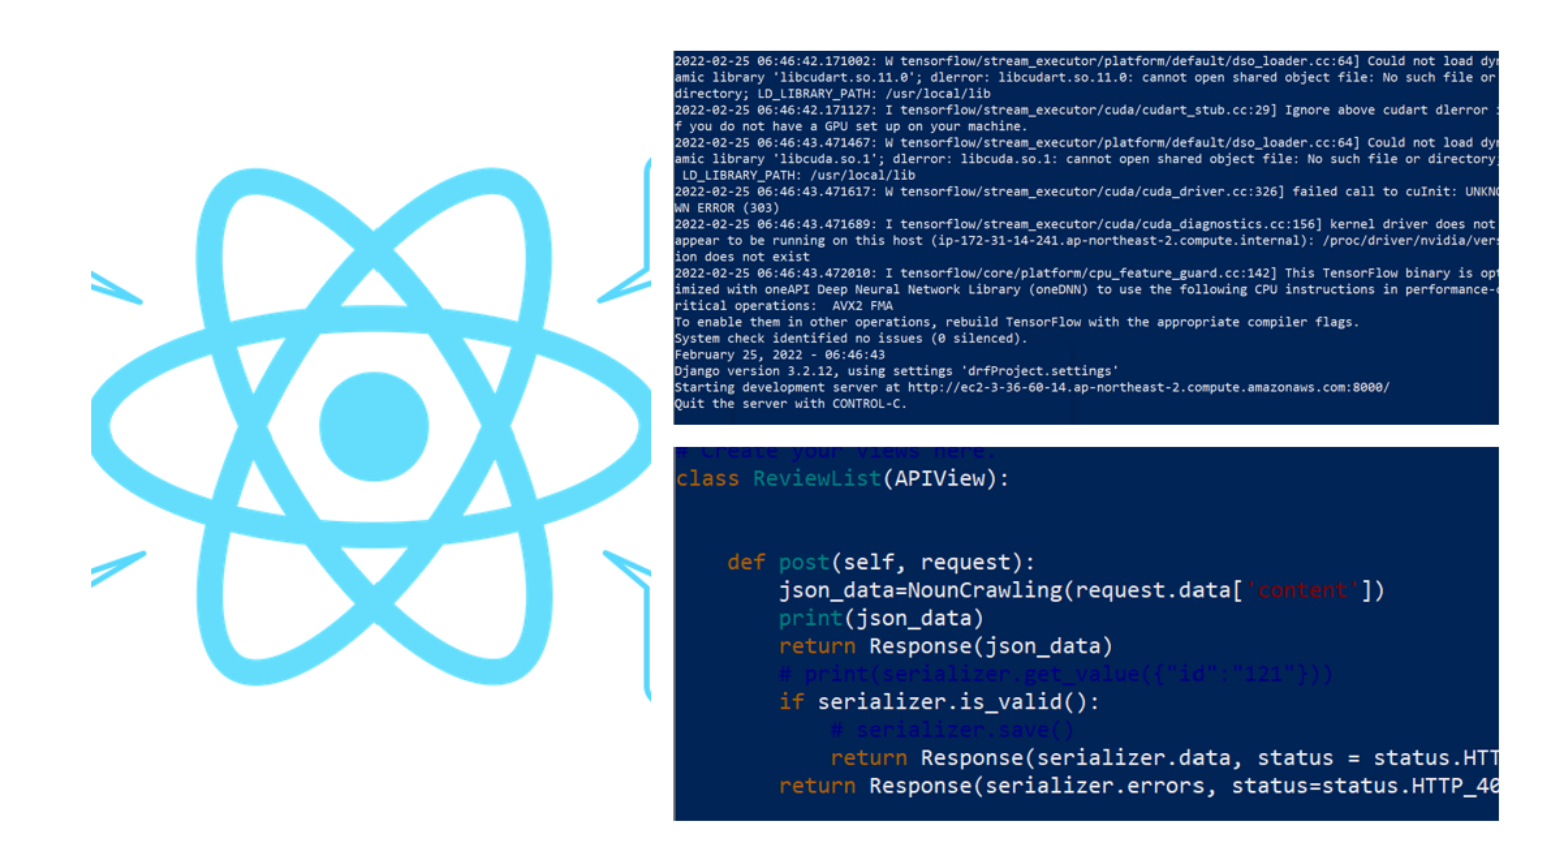 2022-02-25 06:46:42.171002: W tensorflow/stream_executor/platform/default/dso_loader.cc:64] Could not load dyn
amic library 'libcudart.so.11.0'; dlerror: libcudart.so.11.0: cannot open shared object file: No such file or
directory; LD_LIBRARY_PATH: /usr/local/lib
2022-02-25 06:46:42.171127: I tensorflow/stream_executor/cuda/cudart_stub.cc:29] Ignore above cudart dlerror i
f you do not have a GPU set up on your machine.
2022-02-25 06:46:43.471467: W tensorflow/stream_executor/platform/default/dso_loader.cc:64] Could not load dyn
amic library 'libcuda.so.1'; dlerror: libcuda.so.1: cannot open shared object file: No such file or directory;
LD_LIBRARY_PATH: /usr/local/lib
2022-02-25 06:46:43.471617: W tensorflow/stream_executor/cuda/cuda_driver.cc:326] failed call to cuInit: UNKNO
WN ERROR (303)
2022-02-25 06:46:43.471689: I tensorflow/stream_executor/cuda/cuda_diagnostics.cc:156] kernel driver does not
appear to be running on this host (ip-172-31-14-241.ap-northeast-2.compute.internal): /proc/driver/nvidia/vers
ion does not exist
2022-02-25 06:46:43.472010: I tensorflow/core/platform/cpu_feature_guard.cc:142] This TensorFlow binary is opt
imized with oneAPI Deep Neural Network Library (oneDNN) to use the following CPU instructions in performance-c
ritical operations:  AVX2 FMA
To enable them in other operations, rebuild TensorFlow with the appropriate compiler flags.
System check identified no issues (0 silenced).
February 25, 2022 - 06:46:43
Django version 3.2.12, using settings 'drfProject.settings'
Starting development server at http://ec2-3-36-60-14.ap-northeast-2.compute.amazonaws.com:8000/
Quit the server with CONTROL-C.
# Create your views here.
class ReviewList(APIView):
def post(self, request):
json_data=NounCrawling(request.data['content'])
print(json_data)
return Response(json_data)
# print(serializer.get_value({"id":"121"}))
if serializer.is_valid():
# serializer.save()
return Response(serializer.data, status = status.HTT
return Response(serializer.errors, status=status.HTTP_40